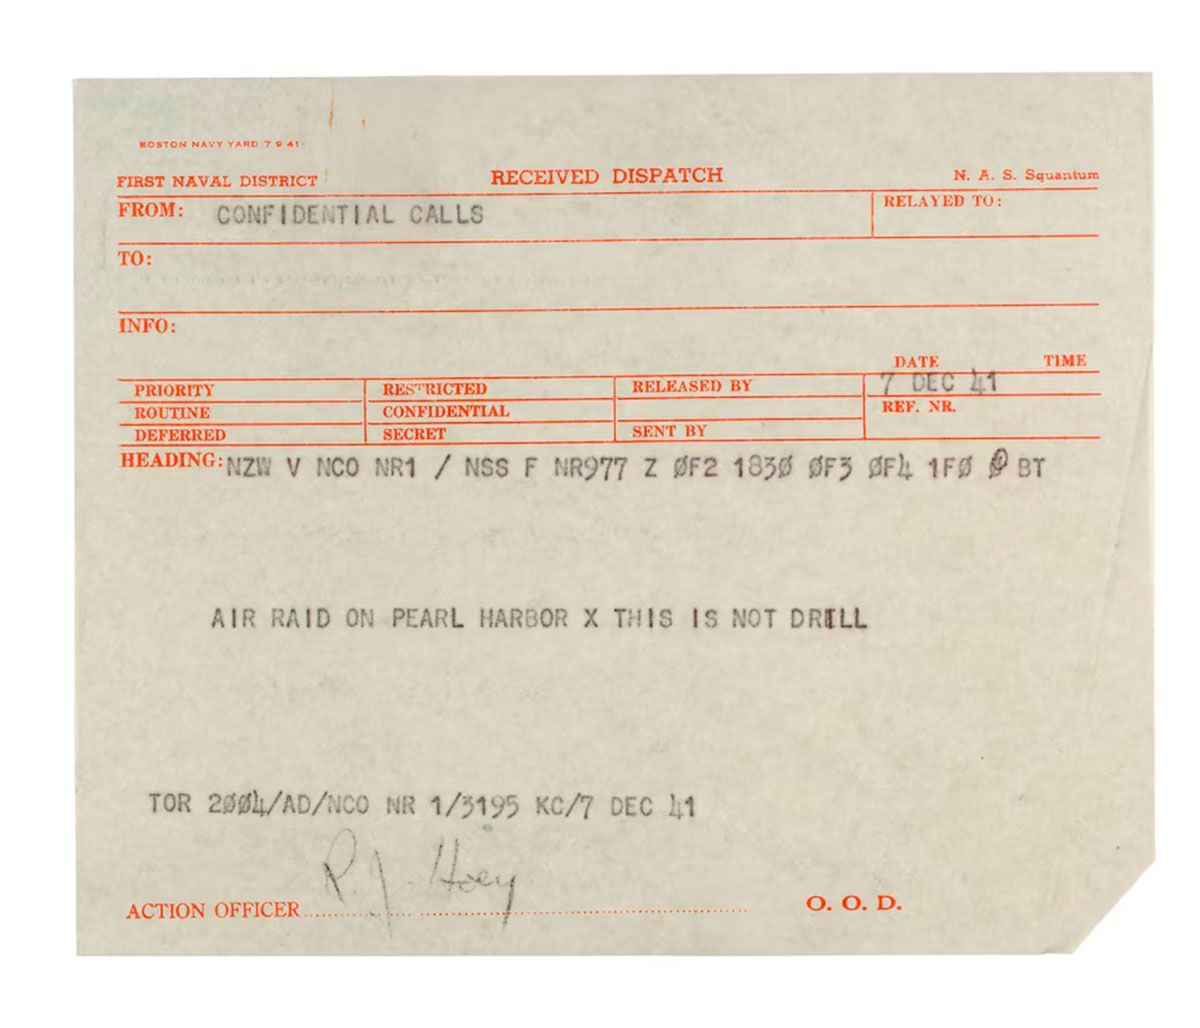 BOSTON NAVY YARD 7 9 41
FIRST NAVAL DISTRICT RECEIVED DISPATCH N. A. S. Squantum
FROM: CONFIDENTIAL CALLS RELAYED TO:
TO:
INFO:
DATE TIME
PRIORITY RESTRICTED RELEASED BY 7 DEC 41
ROUTINE CONFIDENTIAL REF. NR.
DEFERRED SECRET SENT BY
HEADING: NZW V NCO NR1 / NSS F NR977 Z ØF2 183Ø ØF3 ØF4 1FØ Ø BT
AIR RAID ON PEARL HARBOR X THIS IS NOT DRILL
TOR 2ØØ4/AD/NCO NR 1/3195 KC/7 DEC 41
R. J. Hoey
ACTION OFFICER O. O. D.